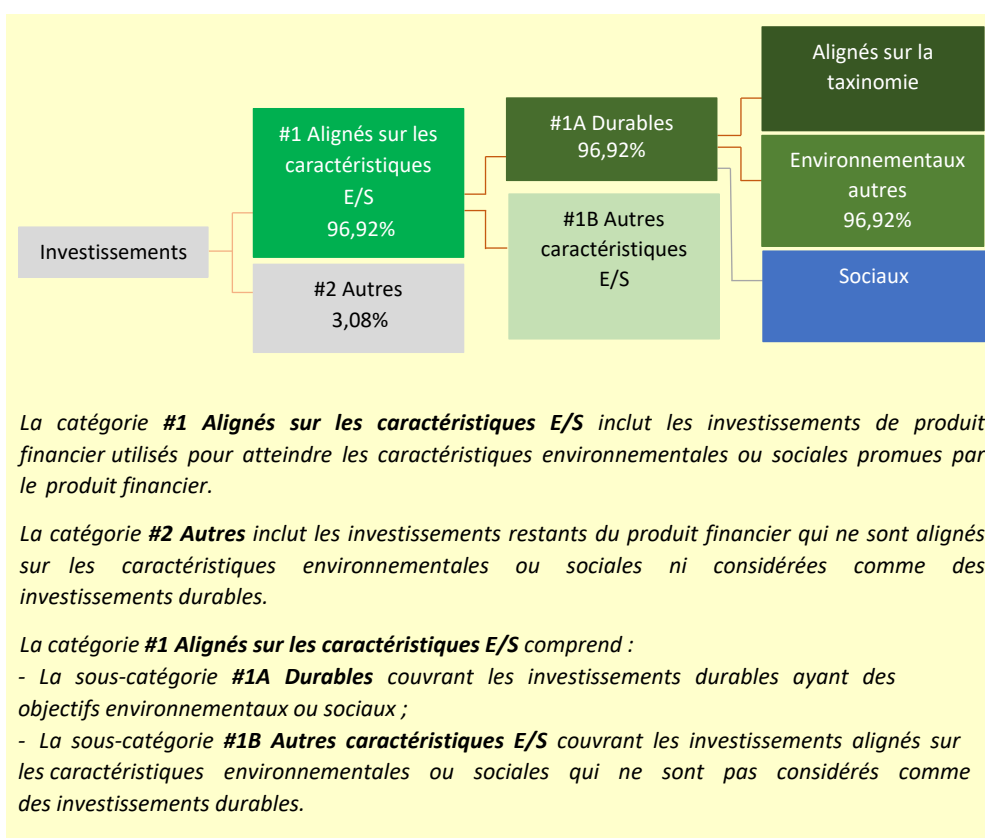 Investissements
#1 Alignés sur les
caractéristiques
E/S
96,92%
#2 Autres
3,08%
#1A Durables
96,92%
#1B Autres
caractéristiques
E/S
Alignés sur la
taxinomie
Environnementaux
autres
96,92%
Sociaux
La catégorie #1 Alignés sur les caractéristiques E/S inclut les investissements de produit
financier utilisés pour atteindre les caractéristiques environnementales ou sociales promues par
le produit financier.
La catégorie #2 Autres inclut les investissements restants du produit financier qui ne sont alignés
sur les caractéristiques environnementales ou sociales ni considérées comme des
investissements durables.
La catégorie #1 Alignés sur les caractéristiques E/S comprend :
- La sous-catégorie #1A Durables couvrant les investissements durables ayant des
objectifs environnementaux ou sociaux ;
- La sous-catégorie #1B Autres caractéristiques E/S couvrant les investissements alignés sur
les caractéristiques environnementales ou sociales qui ne sont pas considérés comme
des investissements durables.